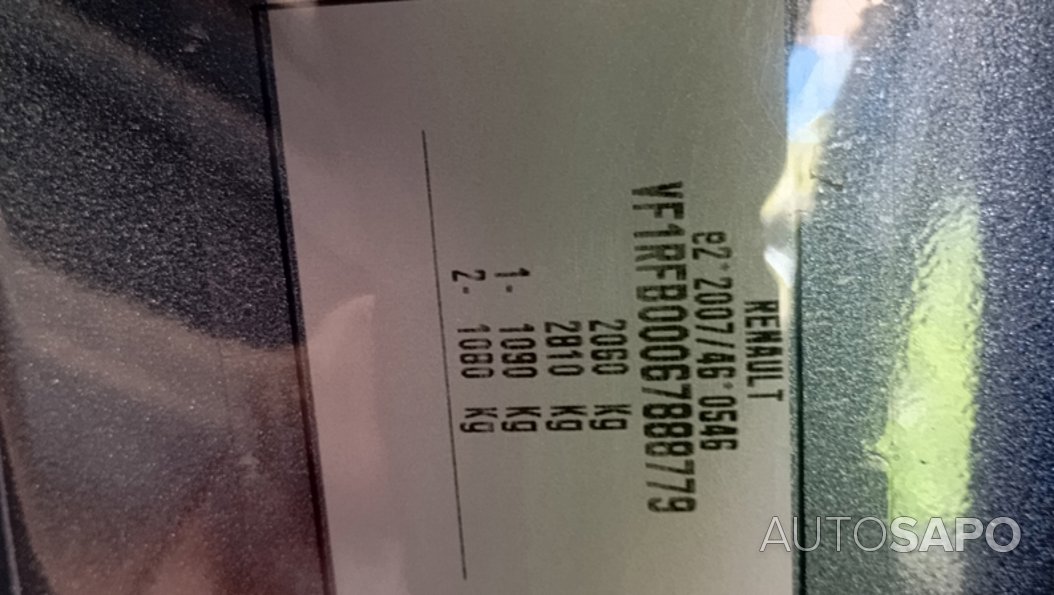 RENAULT
e2*2007/46*0546
VF1RFB00067888779
2060 Kg
2810 Kg
1- 1090 Kg
2- 1080 Kg
AUTOSAPO